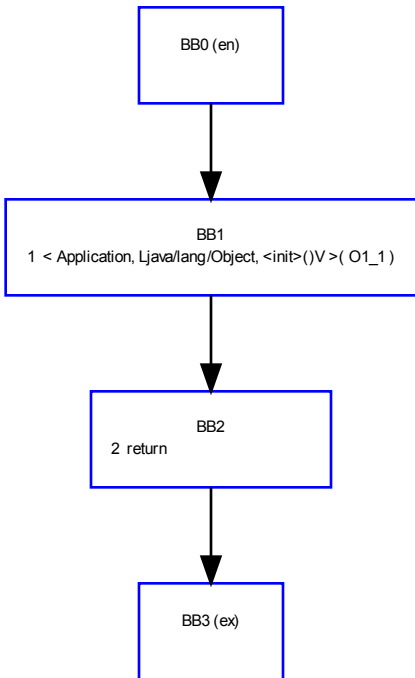 BB0 (en)
BB1
1 < Application, Ljava/lang/Object, <init>()V >( O1_1 )
BB2
2 return
BB3 (ex)